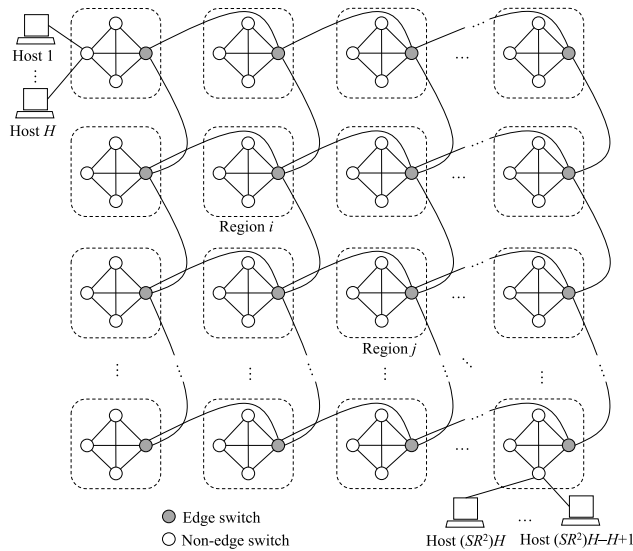 Host 1
Host H
Region i
Region j
Edge switch
Non-edge switch
Host (SR²)H
...
Host (SR²)H–H+1